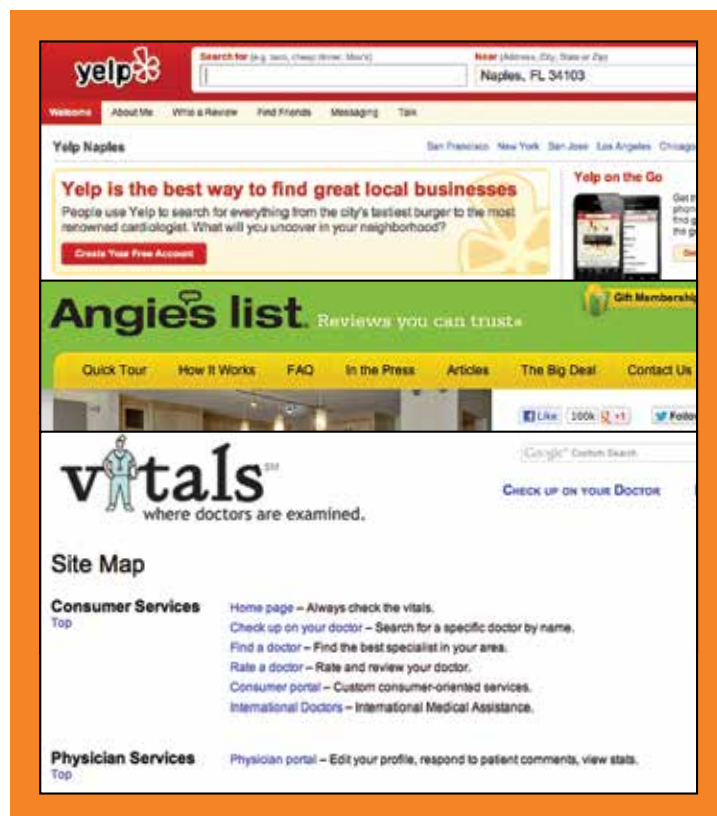 yelp
Search for (e.g. taco, cheap dinner, Max's)
Near (Address, City, State or Zip)
Naples, FL 34103
Welcome About Me Write a Review Find Friends Messaging Talk
Yelp Naples
San Francisco New York San Jose Los Angeles Chicago
Yelp is the best way to find great local businesses
People use Yelp to search for everything from the city's tastiest burger to the most
renowned cardiologist. What will you uncover in your neighborhood?
Create Your Free Account
Yelp on the Go
Get th
phon
find g
the g
Angie's list. Reviews you can trust
Gift Membership
Quick Tour How It Works FAQ In the Press Articles The Big Deal Contact Us
Like 100k +1 Follow
vitals SM
where doctors are examined.
Google Custom Search
CHECK UP ON YOUR DOCTOR
Site Map
Consumer Services
Top
Home page – Always check the vitals.
Check up on your doctor – Search for a specific doctor by name.
Find a doctor – Find the best specialist in your area.
Rate a doctor – Rate and review your doctor.
Consumer portal – Custom consumer-oriented services.
International Doctors – International Medical Assistance.
Physician Services
Top
Physician portal – Edit your profile, respond to patient comments, view stats.